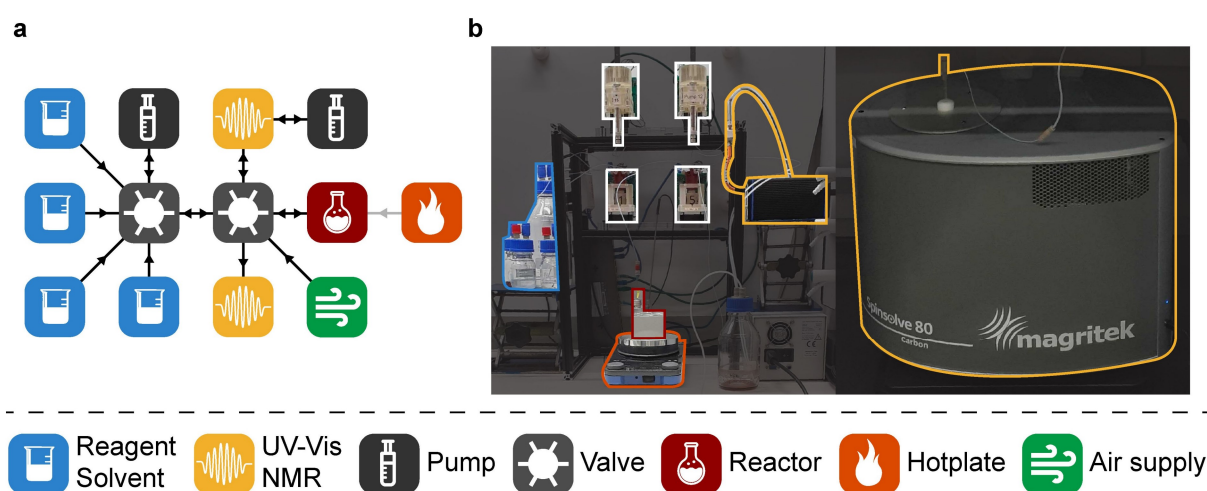 a
b
Spinsolve 80
carbon
magritek
Reagent
Solvent
UV-Vis
NMR
Pump
Valve
Reactor
Hotplate
Air supply